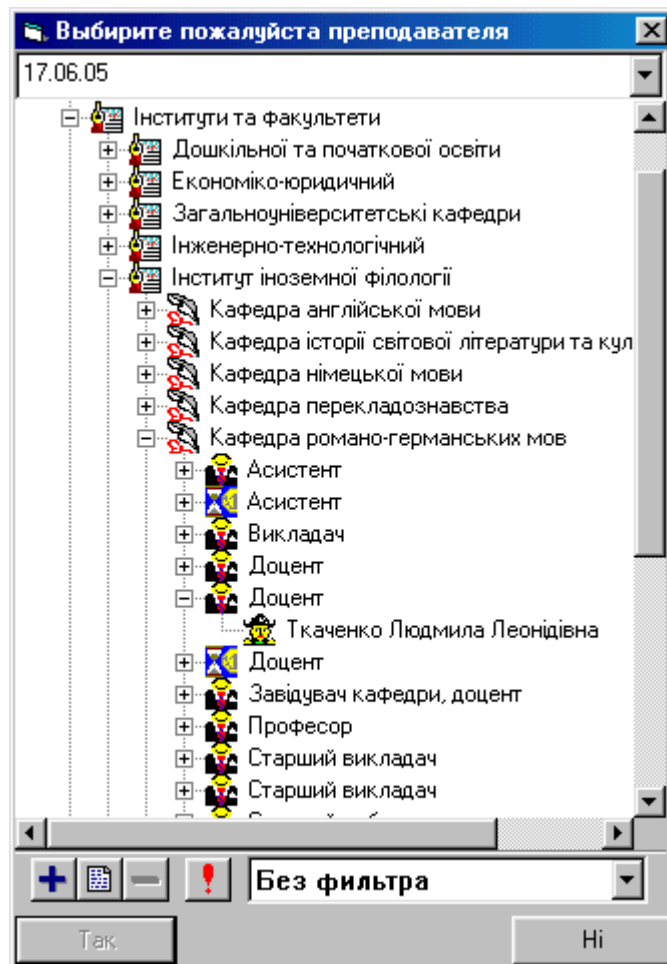 Выбирите пожалуйста преподавателя
17.06.05
Інститути та факультети
Дошкільної та початкової освіти
Економіко-юридичний
Загальноуніверситетські кафедри
Інженерно-технологічний
Інститут іноземної філології
Кафедра англійської мови
Кафедра історії світової літератури та кул
Кафедра німецької мови
Кафедра перекладознавства
Кафедра романо-германських мов
Асистент
Асистент
Викладач
Доцент
Доцент
Ткаченко Людмила Леонідівна
Доцент
Завідувач кафедри, доцент
Професор
Старший викладач
Старший викладач
Без фильтра
Так
Ні